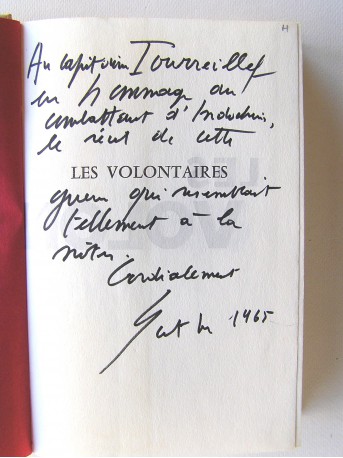 Au capitaine Tourreilles
en hommage au
combattant d'Indochine,
le récit de cette
LES VOLONTAIRES
guerre qui ressemblait
tellement à la
nôtre.
Cordialement
1965